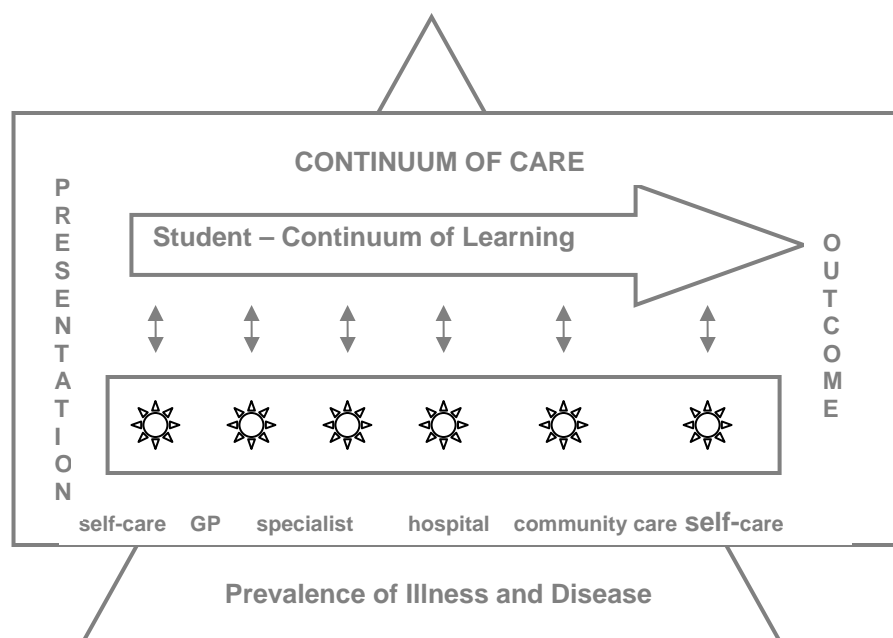 CONTINUUM OF CARE
PRESENTATION
Student – Continuum of Learning
OUTCOME
self-care GP specialist hospital community care self-care
Prevalence of Illness and Disease